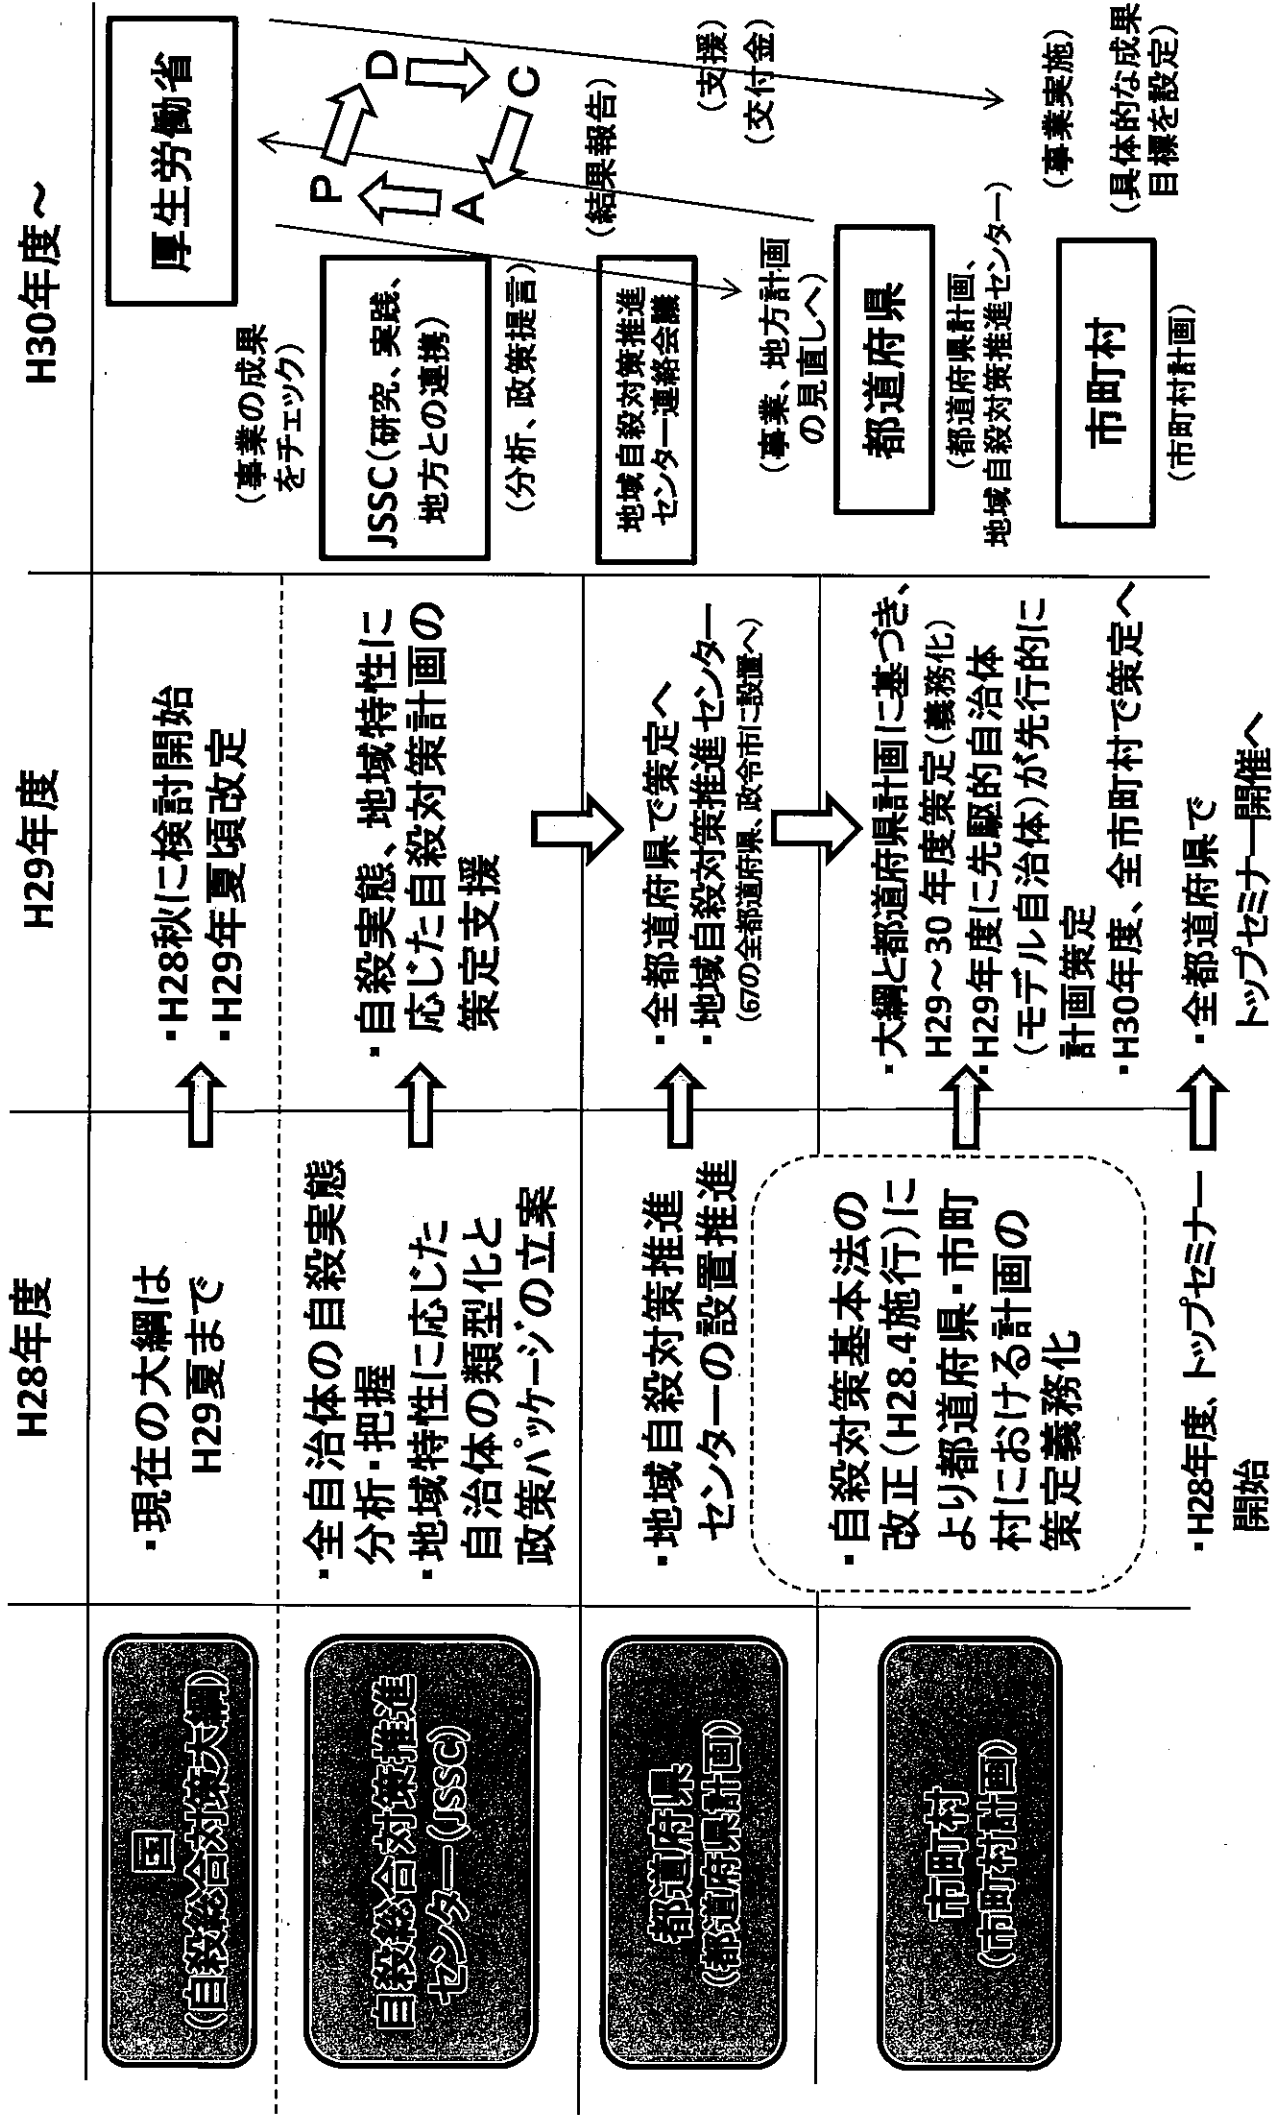 H28年度
H29年度
H30年度～
国
(自殺総合対策大綱)
・現在の大綱は
H29夏まで
・H28秋に検討開始
・H29年夏頃改定
自殺総合対策推進
センター(JSSC)
・全自治体の自殺実態
分析・把握
・地域特性に応じた
自治体の類型化と
政策パッケージの立案
・自殺実態、地域特性に
応じた自殺対策計画の
策定支援
都道府県
(都道府県計画)
・地域自殺対策推進
センターの設置推進
・全都道府県で策定へ
・地域自殺対策推進センター
(67の全都道府県、政令市に設置へ)
市町村
(市町村計画)
・自殺対策基本法の
改正(H28.4施行)に
より都道府県・市町
村における計画の
策定義務化
・大綱と都道府県計画に基づき、
H29～30年度策定(義務化)
・H29年度に先駆的自治体
(モデル自治体)が先行的に
計画策定
・H30年度、全市町村で策定へ
・H28年度、トップセミナー
開始
・全都道府県で
トップセミナー開催へ
厚生労働省
(事業の成果
をチェック)
P
D
C
A
JSSC(研究、実践、
地方との連携)
(分析、政策提言)
(結果報告)
地域自殺対策推進
センター連絡会議
(支援)
(交付金)
(事業、地方計画
の見直しへ)
都道府県
(都道府県計画、
地域自殺対策推進センター)
(事業実施)
市町村
(具体的な成果
目標を設定)
(市町村計画)